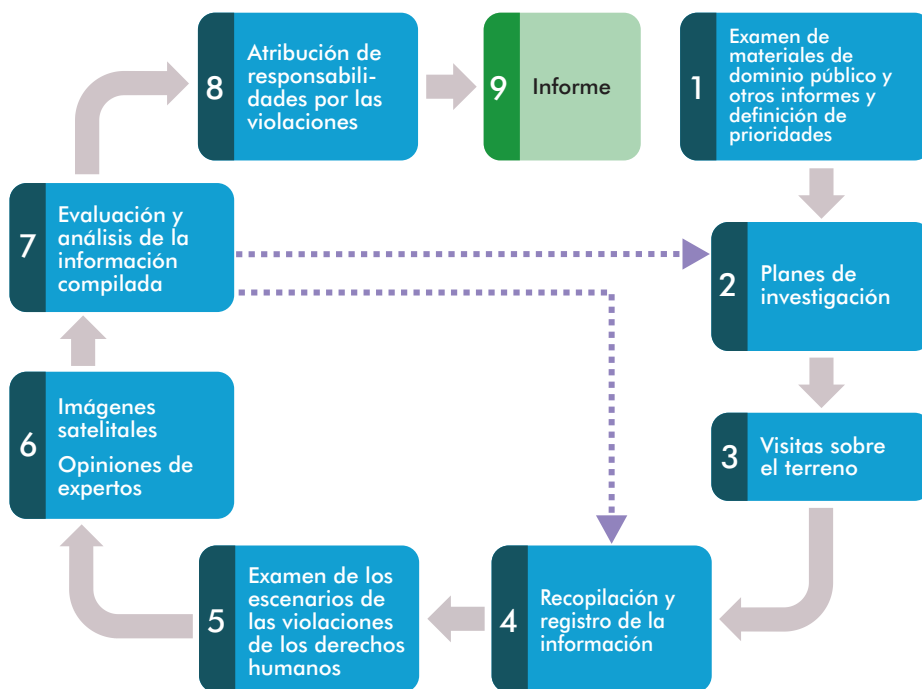 1
Examen de
materiales de
dominio público y
otros informes y
definición de
prioridades
2
Planes de
investigación
3
Visitas sobre
el terreno
4
Recopilación y
registro de la
información
5
Examen de los
escenarios de
las violaciones
de los derechos
humanos
6
Imágenes
satelitales
Opiniones de
expertos
7
Evaluación y
análisis de la
información
compilada
8
Atribución de
responsabili-
dades por las
violaciones
9
Informe